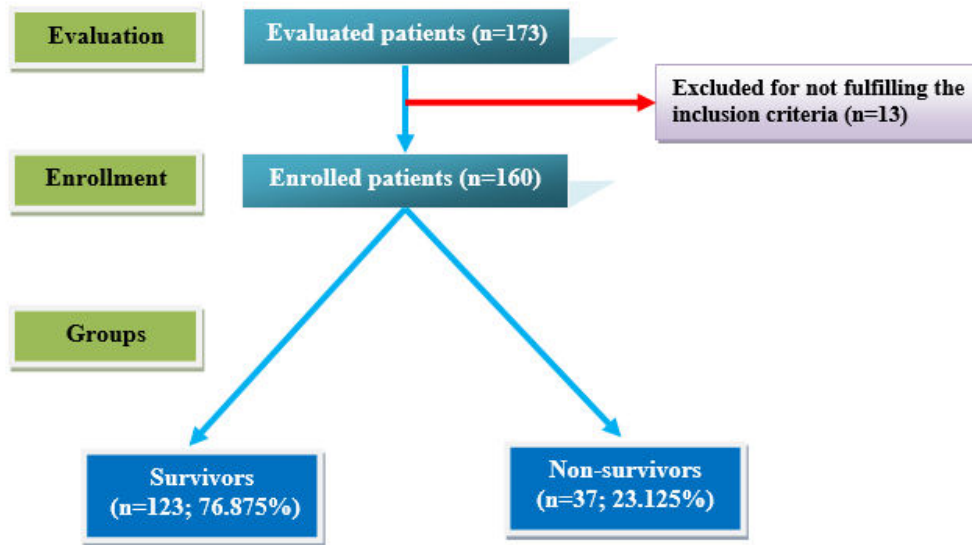 Evaluation
Evaluated patients (n=173)
Excluded for not fulfilling the
inclusion criteria (n=13)
Enrollment
Enrolled patients (n=160)
Groups
Survivors
(n=123; 76.875%)
Non-survivors
(n=37; 23.125%)